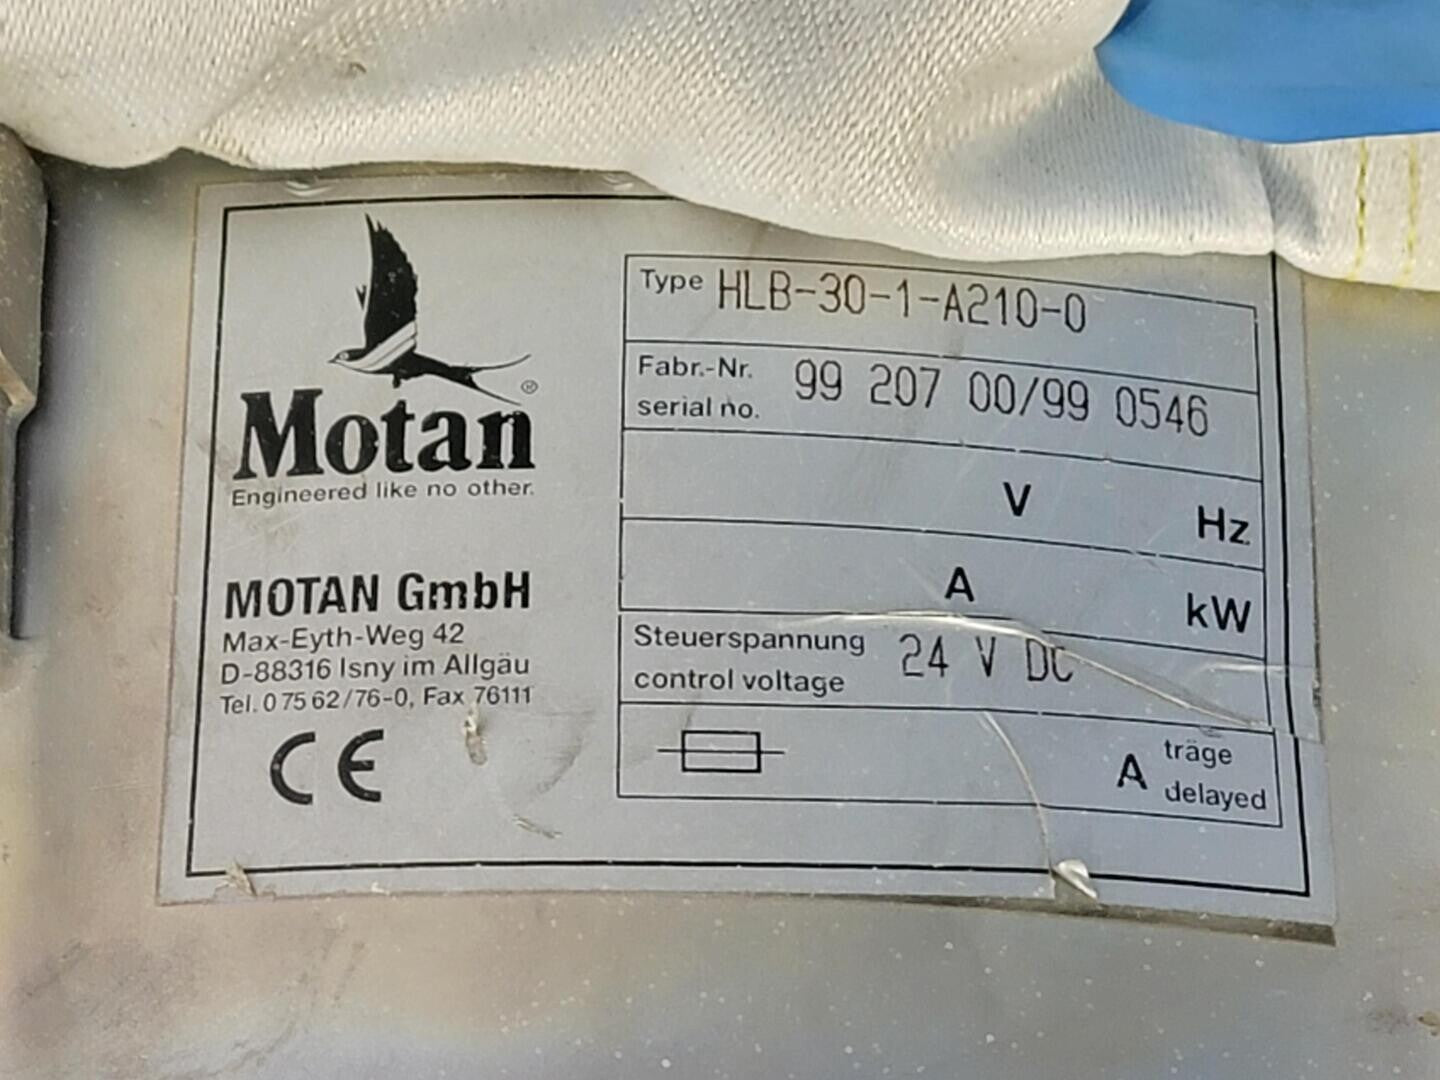 Motan®
Engineered like no other.
MOTAN GmbH
Max-Eyth-Weg 42
D-88316 Isny im Allgäu
Tel. 0 75 62/76-0, Fax 76111
CE
Type HLB-30-1-A210-0
Fabr.-Nr.
serial no. 99 207 00/99 0546
V Hz
A kW
Steuerspannung
control voltage 24 V DC
A träge
delayed